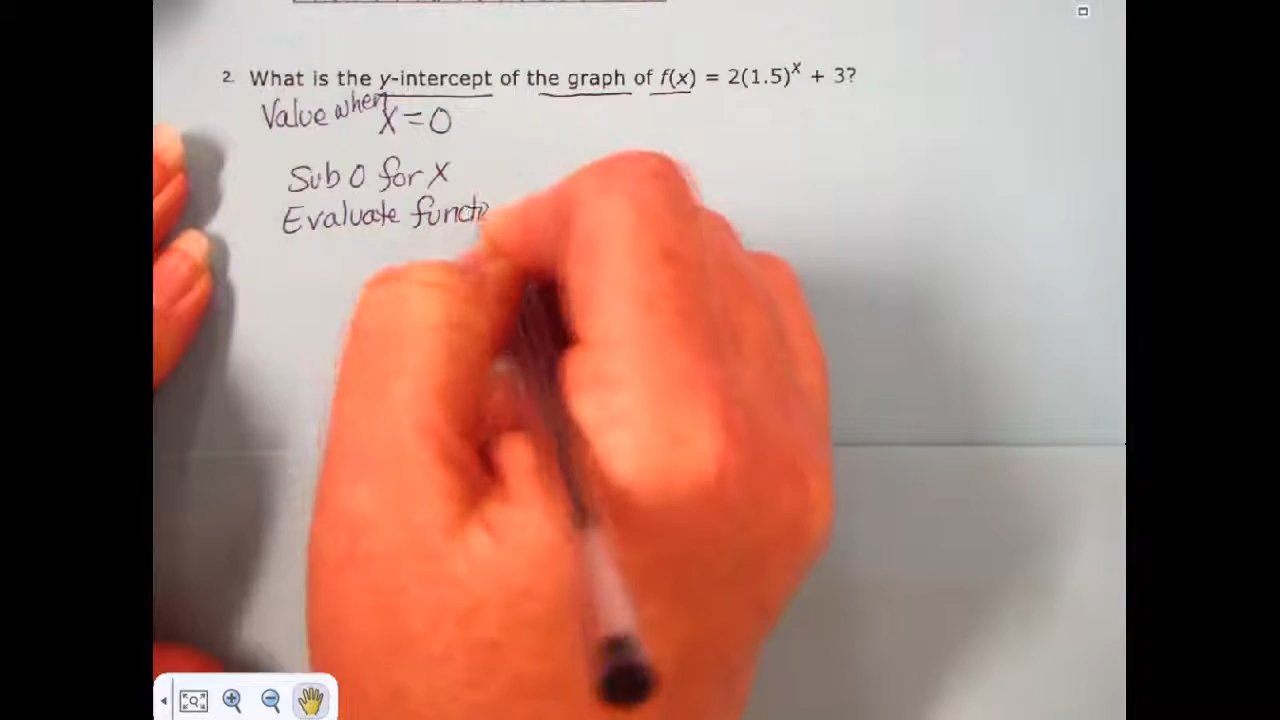 2. What is the y-intercept of the graph of f(x) = 2(1.5)^x + 3?
Value when
x = 0
Sub 0 for x
Evaluate functi